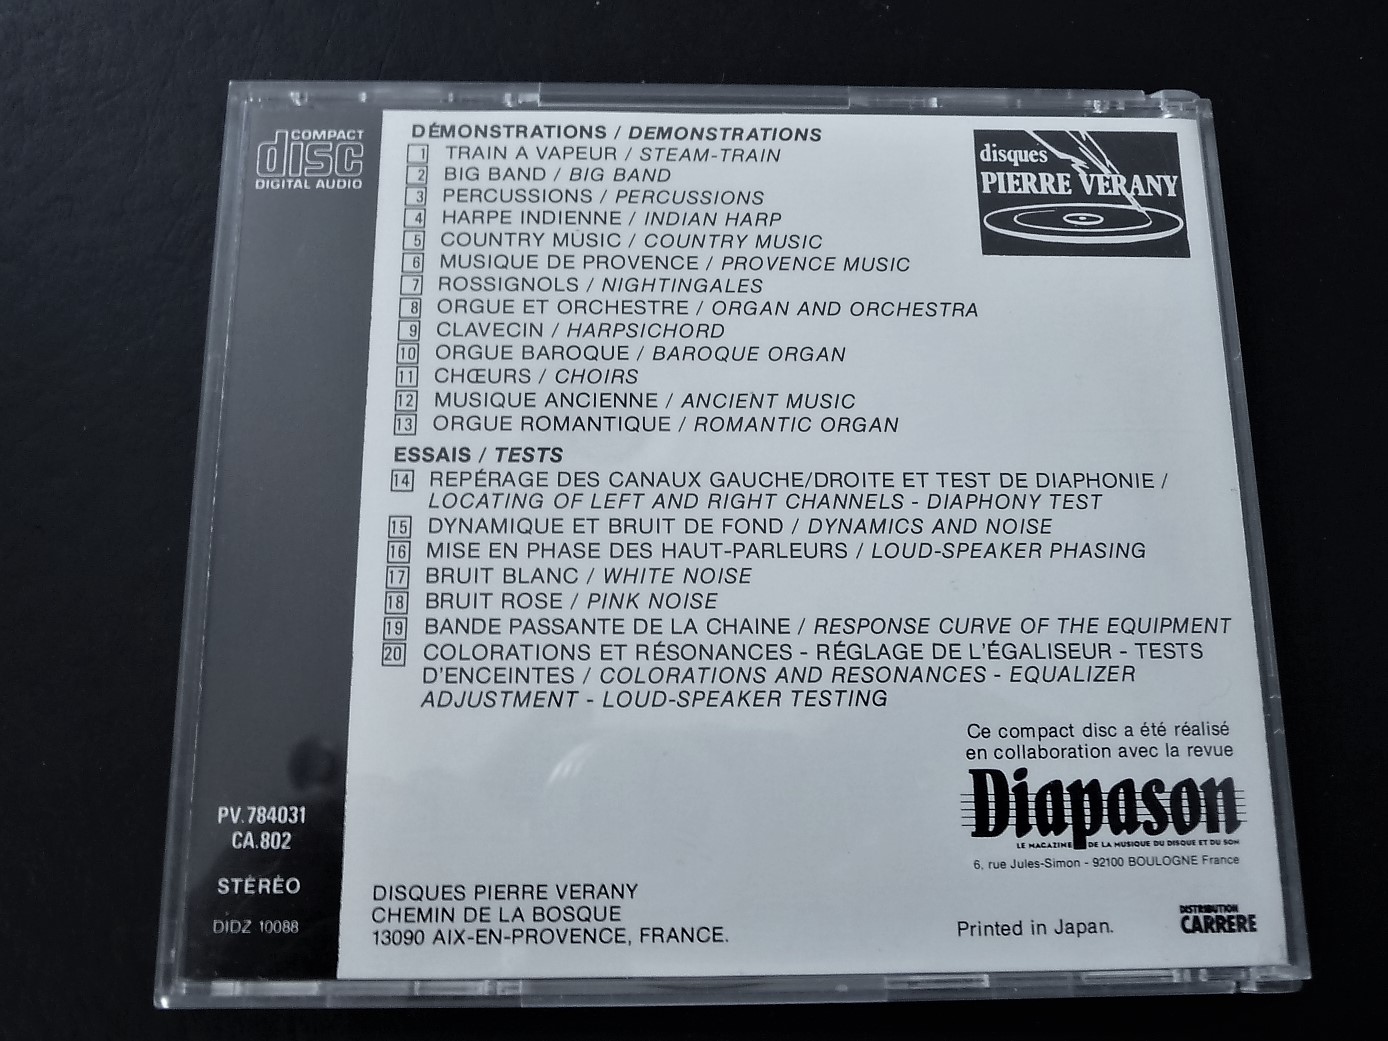 COMPACT
disc
DIGITAL AUDIO
DÉMONSTRATIONS / DEMONSTRATIONS
1 TRAIN A VAPEUR / STEAM-TRAIN
2 BIG BAND / BIG BAND
3 PERCUSSIONS / PERCUSSIONS
4 HARPE INDIENNE / INDIAN HARP
5 COUNTRY MUSIC / COUNTRY MUSIC
6 MUSIQUE DE PROVENCE / PROVENCE MUSIC
7 ROSSIGNOLS / NIGHTINGALES
8 ORGUE ET ORCHESTRE / ORGAN AND ORCHESTRA
9 CLAVECIN / HARPSICHORD
10 ORGUE BAROQUE / BAROQUE ORGAN
11 CHŒURS / CHOIRS
12 MUSIQUE ANCIENNE / ANCIENT MUSIC
13 ORGUE ROMANTIQUE / ROMANTIC ORGAN
disques
PIERRE VERANY
ESSAIS / TESTS
14 REPÉRAGE DES CANAUX GAUCHE/DROITE ET TEST DE DIAPHONIE /
LOCATING OF LEFT AND RIGHT CHANNELS - DIAPHONY TEST
15 DYNAMIQUE ET BRUIT DE FOND / DYNAMICS AND NOISE
16 MISE EN PHASE DES HAUT-PARLEURS / LOUD-SPEAKER PHASING
17 BRUIT BLANC / WHITE NOISE
18 BRUIT ROSE / PINK NOISE
19 BANDE PASSANTE DE LA CHAINE / RESPONSE CURVE OF THE EQUIPMENT
20 COLORATIONS ET RÉSONANCES - RÉGLAGE DE L'ÉGALISEUR - TESTS
D'ENCEINTES / COLORATIONS AND RESONANCES - EQUALIZER
ADJUSTMENT - LOUD-SPEAKER TESTING
Ce compact disc a été réalisé
en collaboration avec la revue
Diapason
LE MAGAZINE DE LA MUSIQUE DU DISQUE ET DU SON
6, rue Jules-Simon - 92100 BOULOGNE France
PV.784031
CA.802
STÉRÉO
DIDZ 10088
DISQUES PIERRE VERANY
CHEMIN DE LA BOSQUE
13090 AIX-EN-PROVENCE, FRANCE.
Printed in Japan.
DISTRIBUTION
CARRERE